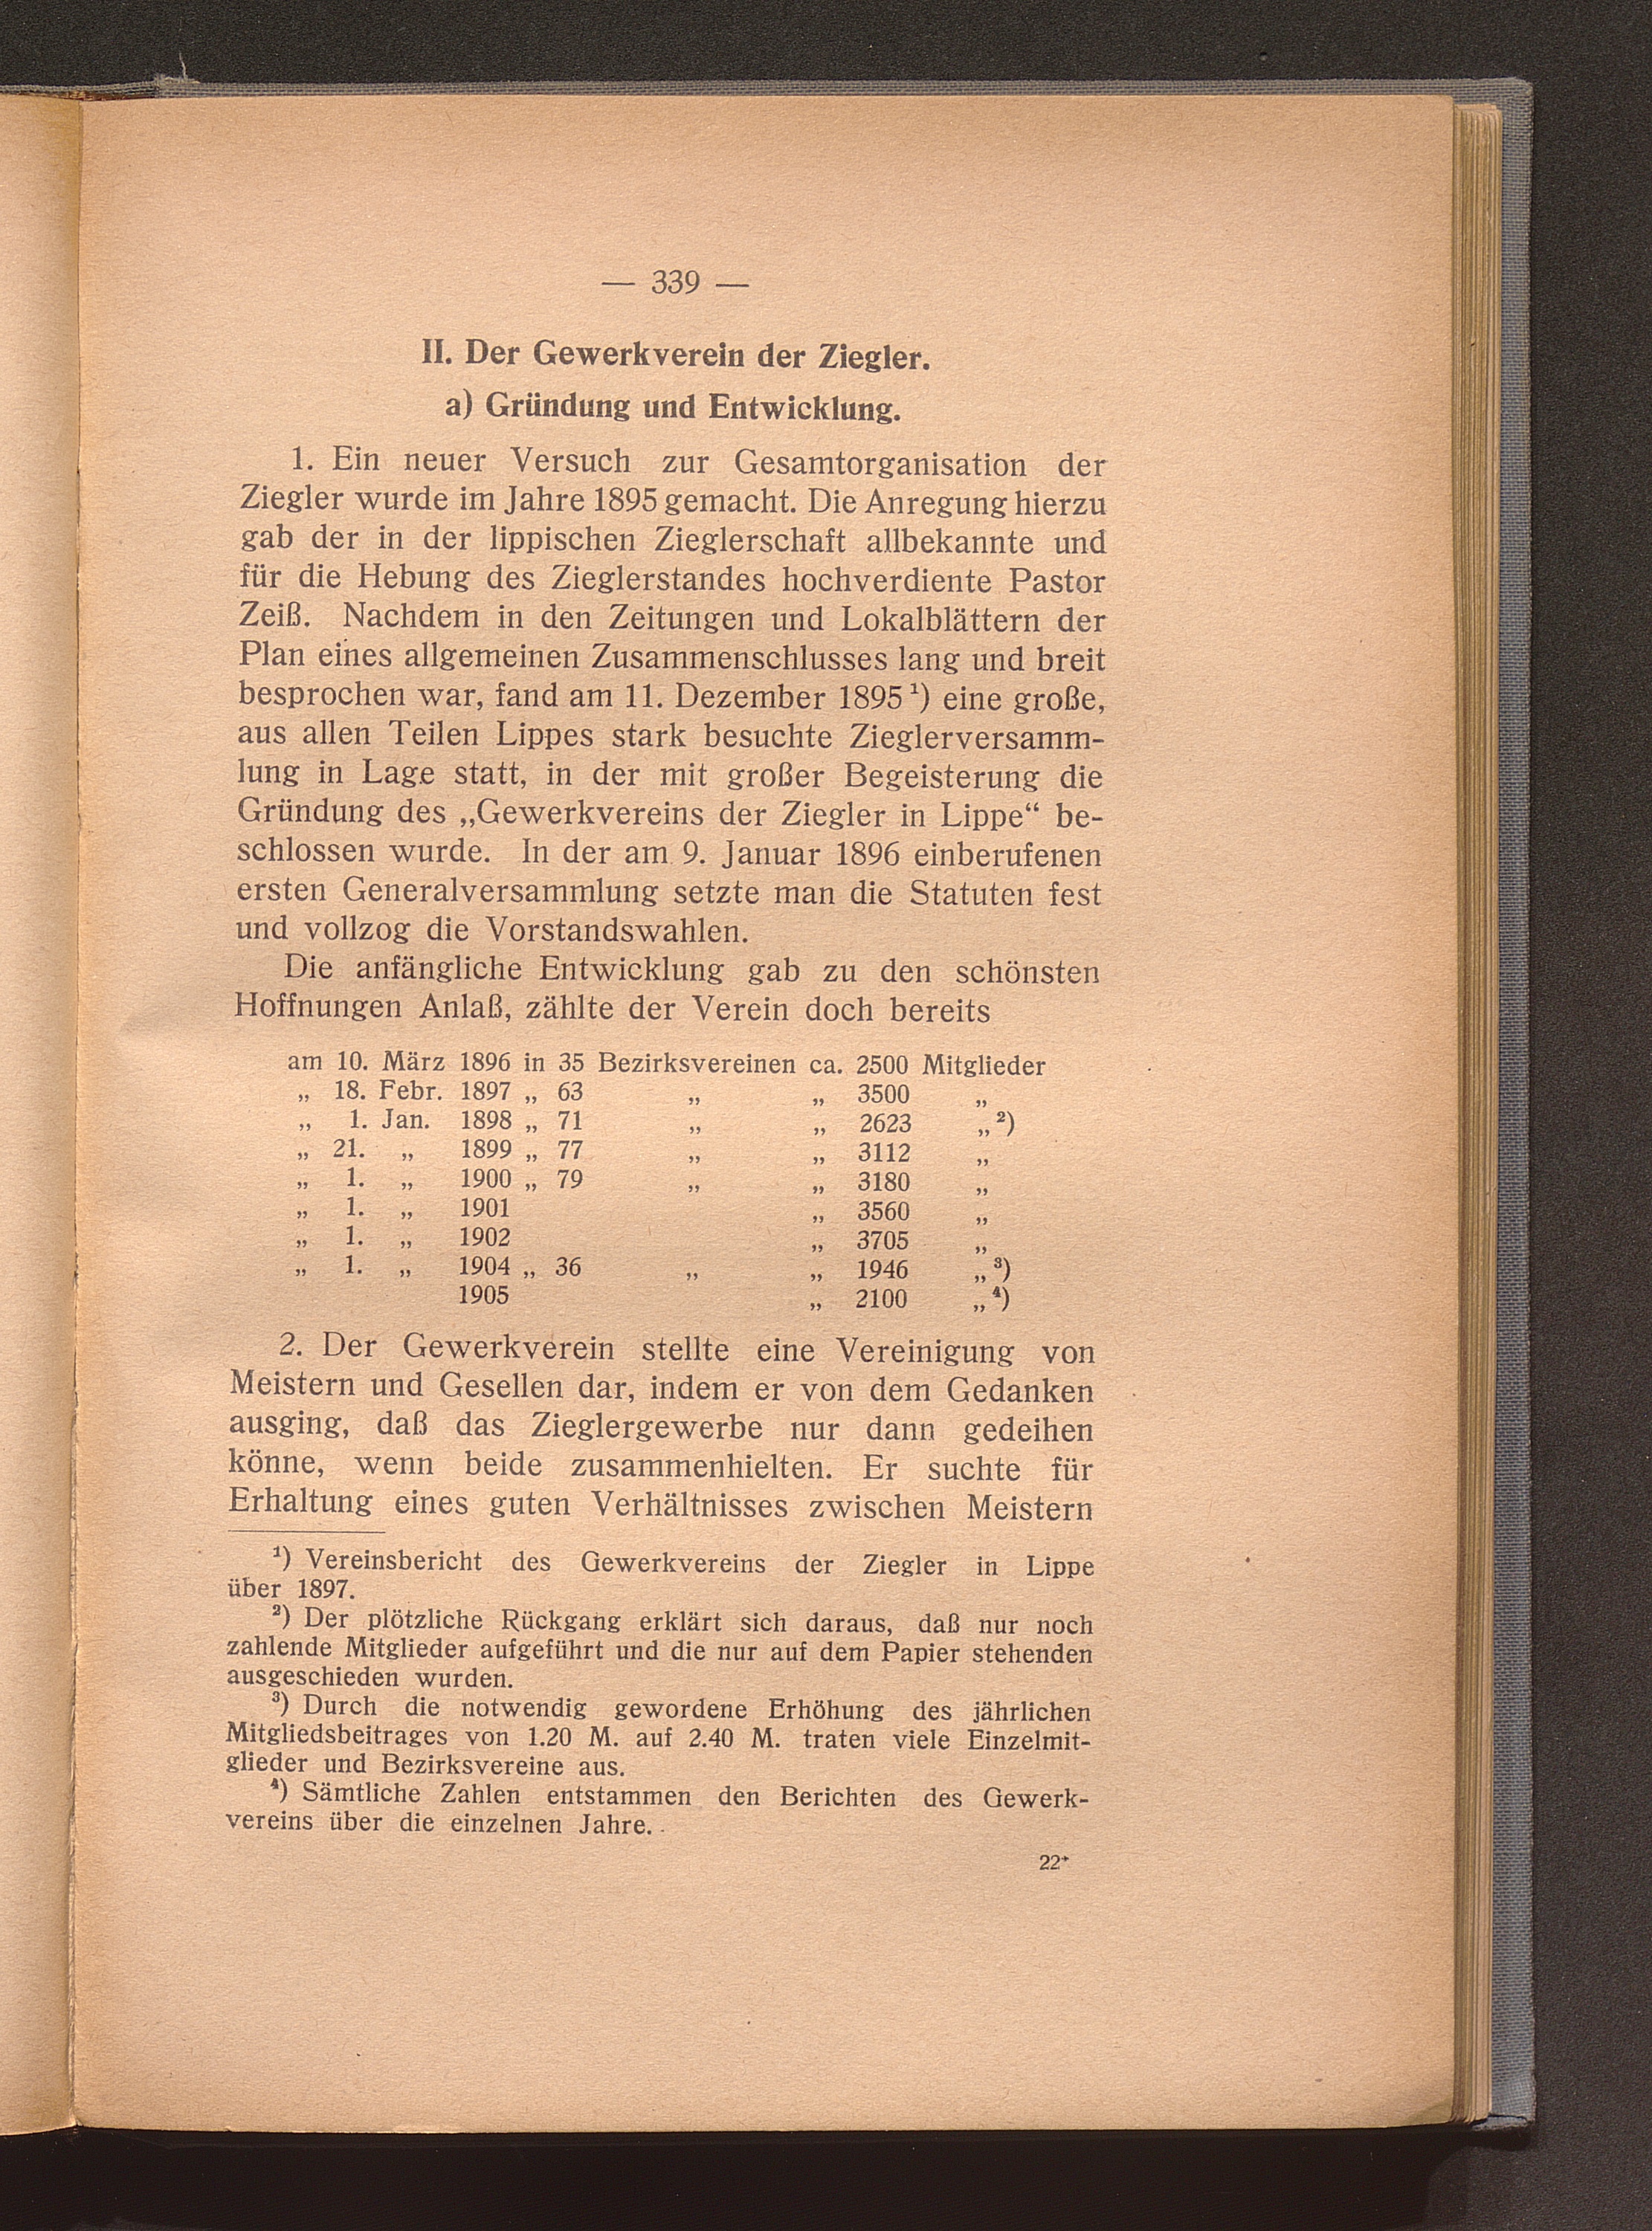 — 339 —
II. Der Gewerkverein der Ziegler.
a) Gründung und Entwicklung.
1. Ein neuer Versuch zur Gesamtorganisation der
Ziegler wurde im Jahre 1895 gemacht. Die Anregung hierzu
gab der in der lippischen Zieglerschaft allbekannte und
für die Hebung des Zieglerstandes hochverdiente Pastor
Zeiß. Nachdem in den Zeitungen und Lokalblättern der
Plan eines allgemeinen Zusammenschlusses lang und breit
besprochen war, fand am 11. Dezember 1895 ¹) eine große,
aus allen Teilen Lippes stark besuchte Zieglerversamm-
lung in Lage statt, in der mit großer Begeisterung die
Gründung des „Gewerkvereins der Ziegler in Lippe“ be-
schlossen wurde. In der am 9. Januar 1896 einberufenen
ersten Generalversammlung setzte man die Statuten fest
und vollzog die Vorstandswahlen.
Die anfängliche Entwicklung gab zu den schönsten
Hoffnungen Anlaß, zählte der Verein doch bereits
am 10. März 1896 in 35 Bezirksvereinen ca. 2500 Mitglieder
„ 18. Febr. 1897 „ 63 „ „ 3500 „
„ 1. Jan. 1898 „ 71 „ „ 2623 „ ²)
„ 21. „ 1899 „ 77 „ „ 3112 „
„ 1. „ 1900 „ 79 „ „ 3180 „
„ 1. „ 1901 „ 3560 „
„ 1. „ 1902 „ 3705 „
„ 1. „ 1904 „ 36 „ „ 1946 „ ³)
1905 „ 2100 „ ⁴)
2. Der Gewerkverein stellte eine Vereinigung von
Meistern und Gesellen dar, indem er von dem Gedanken
ausging, daß das Zieglergewerbe nur dann gedeihen
könne, wenn beide zusammenhielten. Er suchte für
Erhaltung eines guten Verhältnisses zwischen Meistern
¹) Vereinsbericht des Gewerkvereins der Ziegler in Lippe
über 1897.
²) Der plötzliche Rückgang erklärt sich daraus, daß nur noch
zahlende Mitglieder aufgeführt und die nur auf dem Papier stehenden
ausgeschieden wurden.
³) Durch die notwendig gewordene Erhöhung des jährlichen
Mitgliedsbeitrages von 1.20 M. auf 2.40 M. traten viele Einzelmit-
glieder und Bezirksvereine aus.
⁴) Sämtliche Zahlen entstammen den Berichten des Gewerk-
vereins über die einzelnen Jahre.
22*